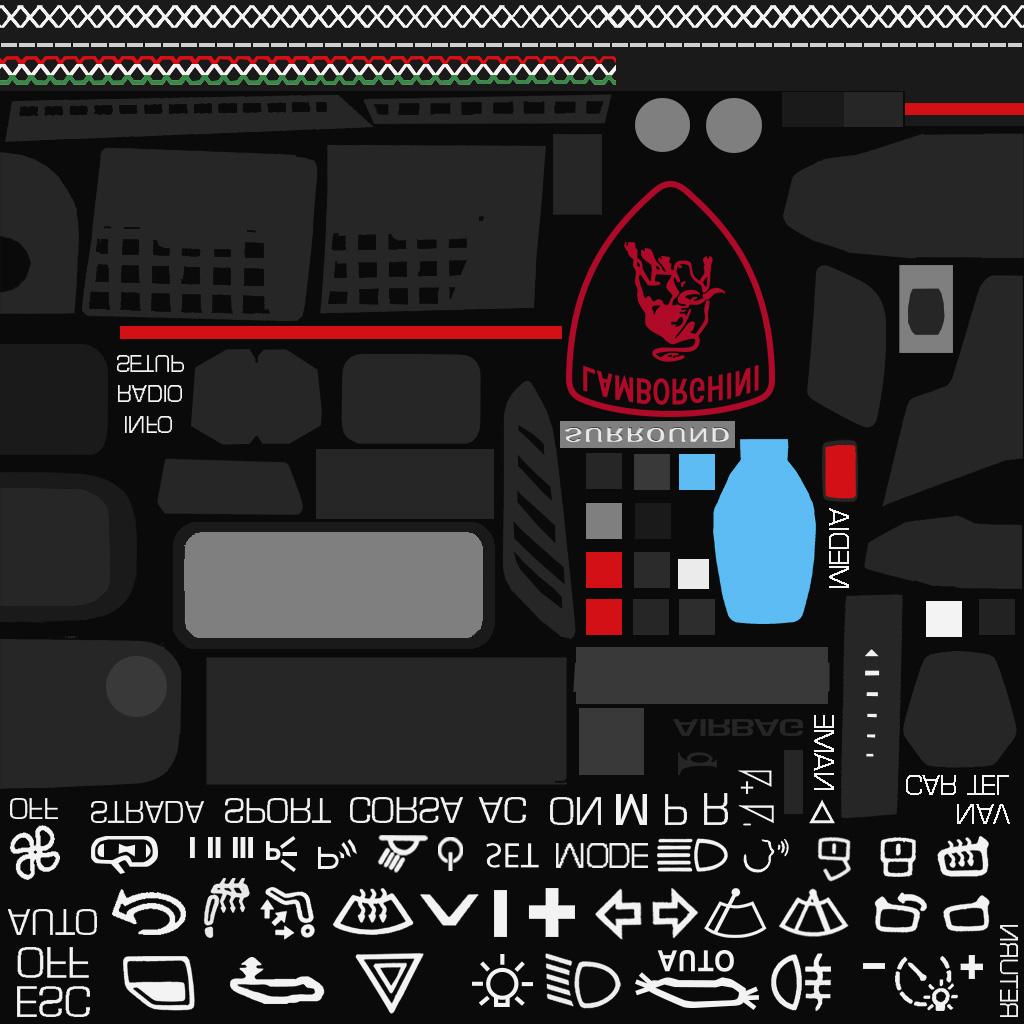 SETUP
RADIO
INFO
LAMBORGHINI
SURROUND
MEDIA
AIRBAG
NAME
CAR TEL
NAV
OFF STRADA SPORT CORSA AC ON M P R
P SET MODE
AUTO
OFF
ESC
AUTO
RETURN